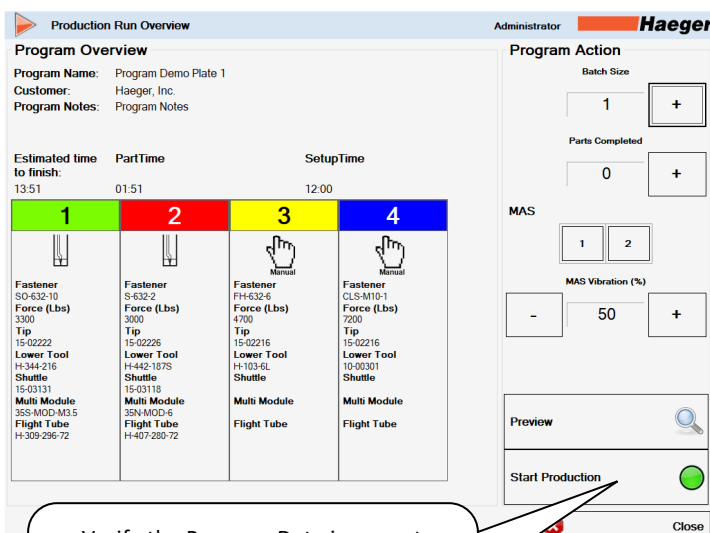 Production Run Overview
Administrator
Haeger
Program Overview
Program Name: Program Demo Plate 1
Customer: Haeger, Inc.
Program Notes: Program Notes
Estimated time to finish:
13:51
PartTime
01:51
SetupTime
12:00
1
Fastener
SO-632-10
Force (Lbs)
3300
Tip
15-02222
Lower Tool
H-344-216
Shuttle
15-03131
Multi Module
35S-MOD-M3.5
Flight Tube
H-309-296-72
2
Fastener
S-632-2
Force (Lbs)
3000
Tip
15-02226
Lower Tool
H-442-187S
Shuttle
15-03118
Multi Module
35N-MOD-6
Flight Tube
H-407-280-72
3
Manual
Fastener
FH-632-6
Force (Lbs)
4700
Tip
15-02216
Lower Tool
H-103-6L
Shuttle
Multi Module
Flight Tube
4
Manual
Fastener
CLS-M10-1
Force (Lbs)
7200
Tip
15-02216
Lower Tool
10-00301
Shuttle
Multi Module
Flight Tube
Program Action
Batch Size
1 +
Parts Completed
0 +
MAS
1 2
MAS Vibration (%)
- 50 +
Preview
Start Production
Close